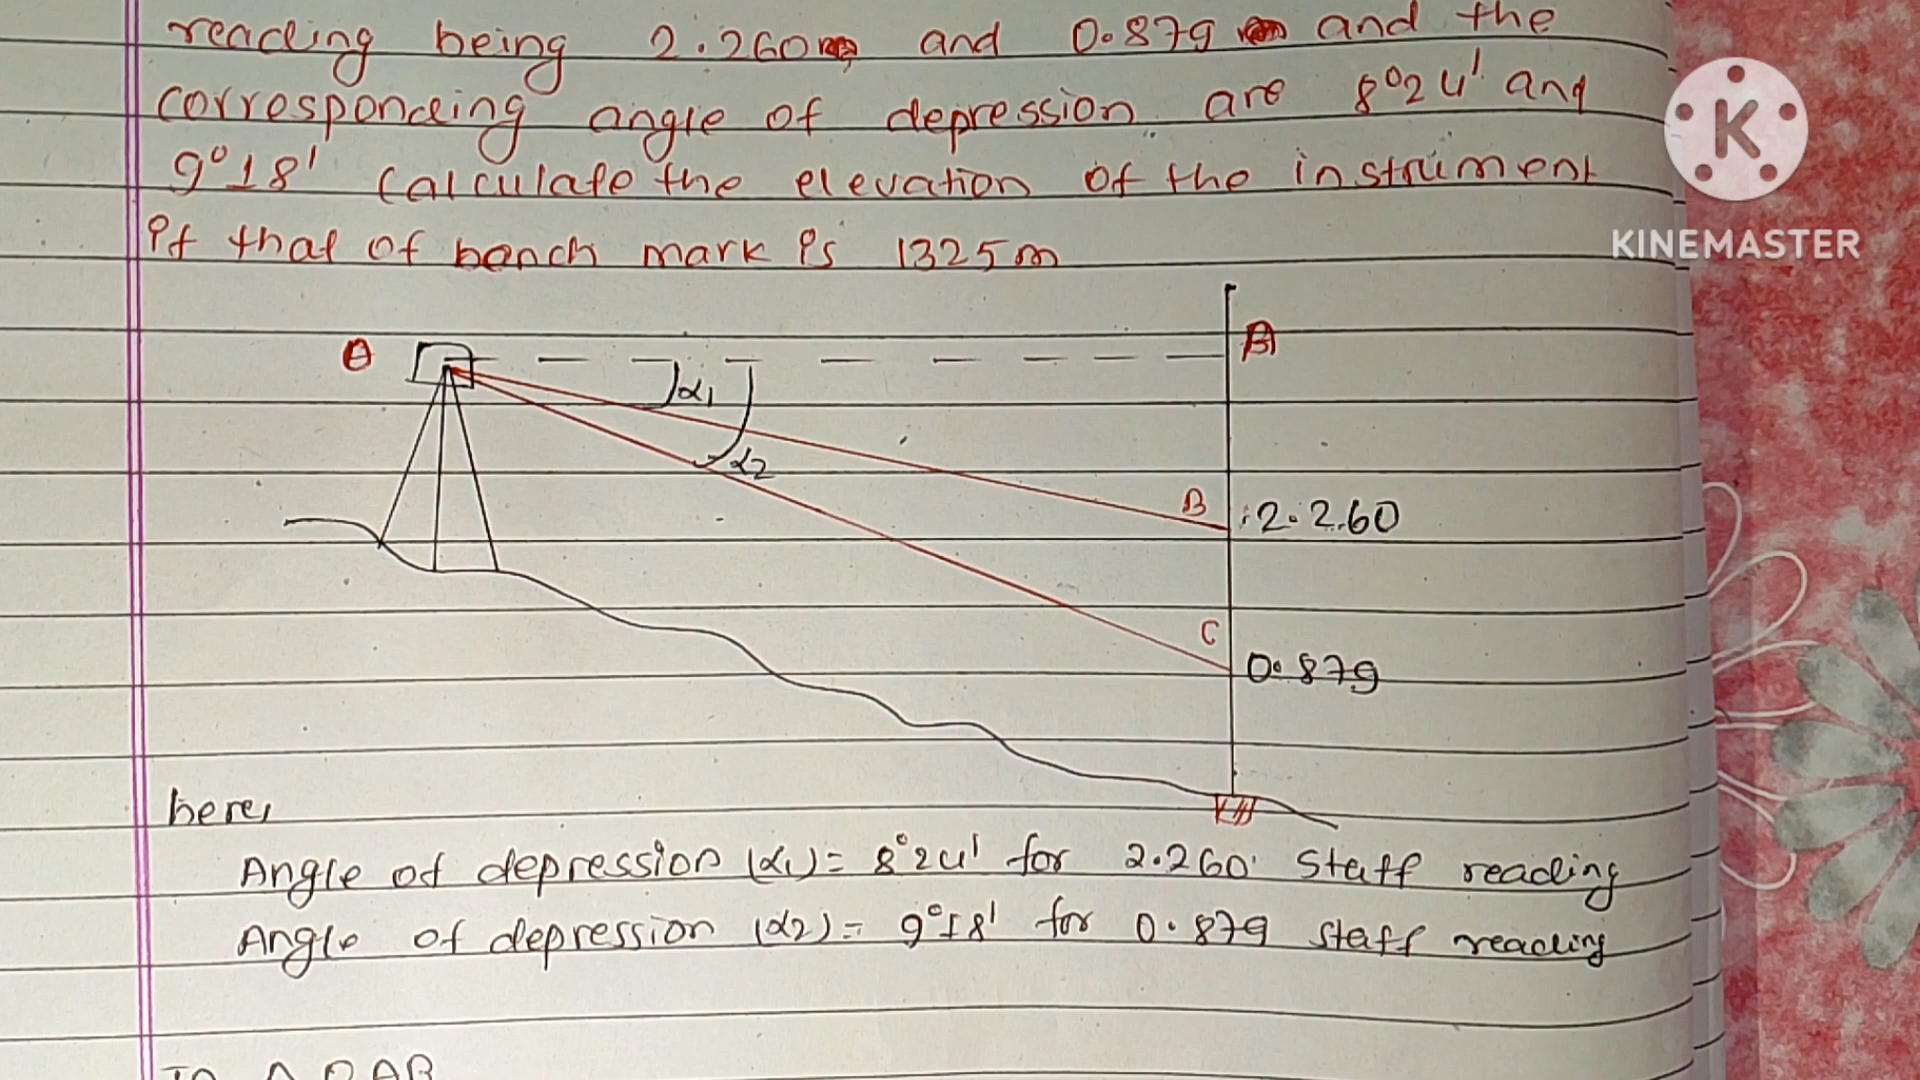 reading being 2.260 and 0.879 and the
corresponding angle of depression are 8°24' and
9°18' calculate the elevation of the instrument
if that of bench mark is 1325m
K
KINEMASTER
O
A
α1
α2
B
2.260
C
0.879
here,
Angle of depression (α1) = 8°24' for 2.260 staff reading
Angle of depression (α2) = 9°18' for 0.879 staff reading
OAB